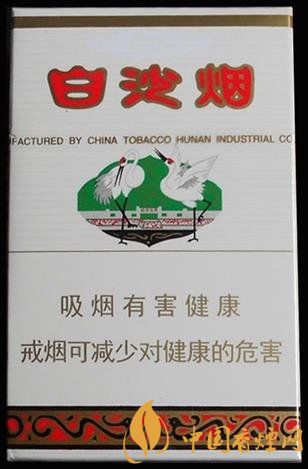 白沙烟
UFACTURED BY CHINA TOBACCO HUNAN INDUSTRIAL CO
吸烟有害健康
戒烟可减少对健康的危害
中国香烟网